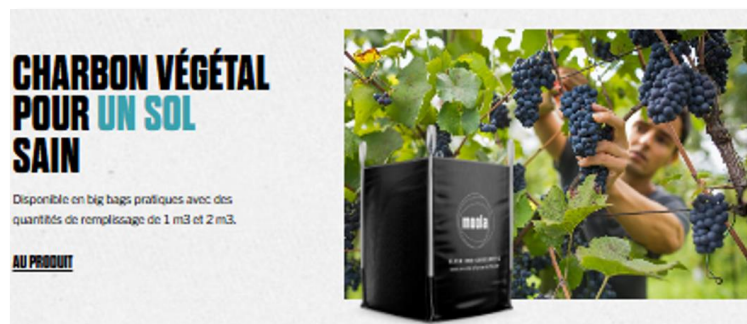 CHARBON VÉGÉTAL
POUR UN SOL
SAIN
Disponible en big bags pratiques avec des
quantités de remplissage de 1 m3 et 2 m3.
AU PRODUIT